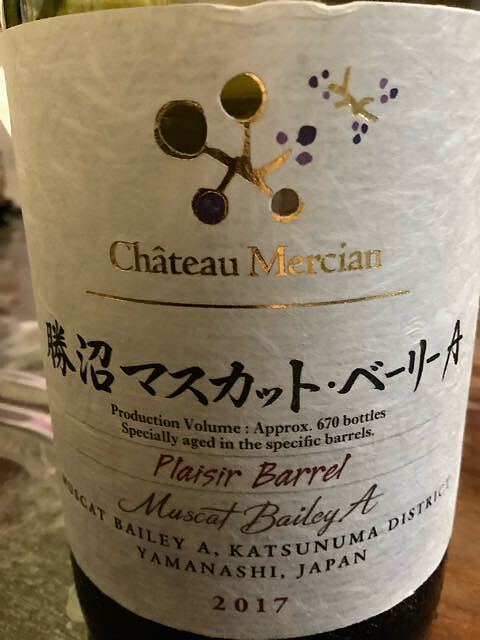 Château Mercian
勝沼マスカット・ベーリーA
Production Volume : Approx. 670 bottles
Specially aged in the specific barrels.
Plaisir Barrel
Muscat Bailey A
MUSCAT BAILEY A, KATSUNUMA DISTRICT
YAMANASHI, JAPAN
2017